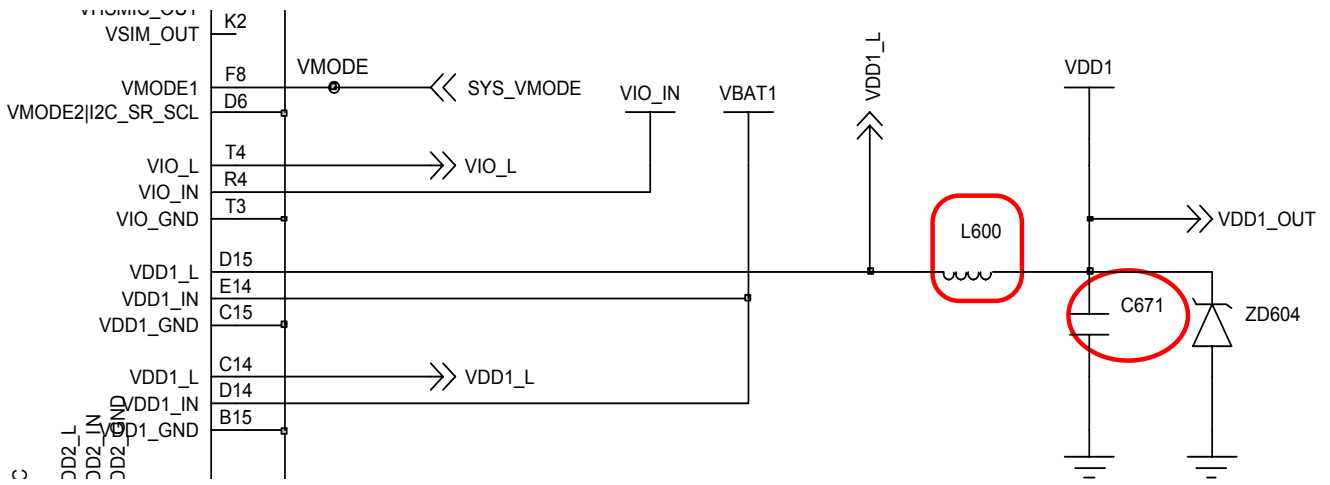 VSIM_OUT
K2
VMODE1
F8
VMODE
SYS_VMODE
VMODE2|I2C_SR_SCL
D6
VIO_IN
VBAT1
VDD1_L
VDD1
VIO_L
T4
VIO_L
VIO_IN
R4
VIO_GND
T3
VDD1_OUT
L600
VDD1_L
D15
VDD1_IN
E14
VDD1_GND
C15
C671
ZD604
VDD1_L
C14
VDD1_L
VDD1_IN
D14
VDD1_GND
B15